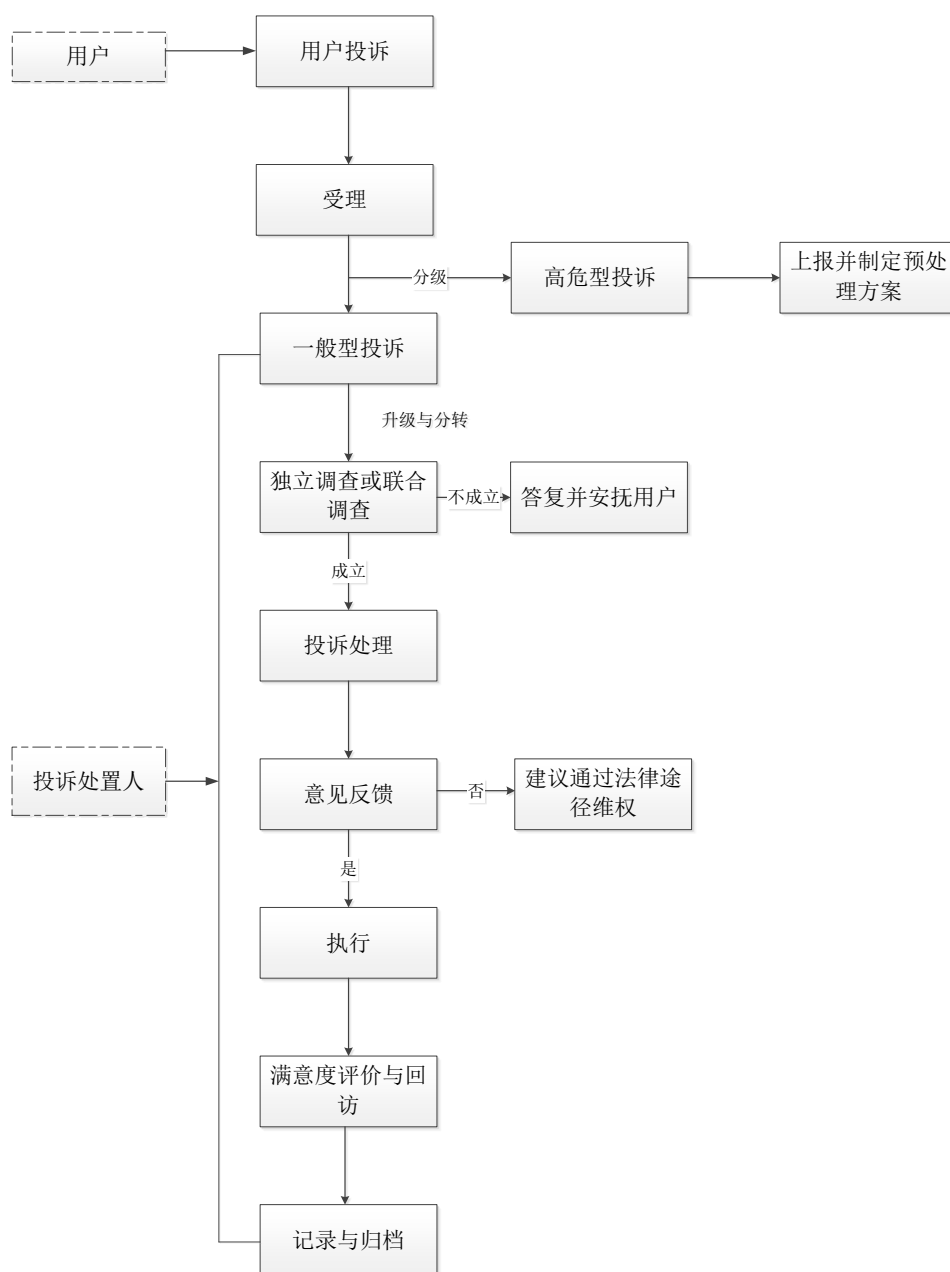 用户
用户投诉
受理
分级
高危型投诉
上报并制定预处
理方案
一般型投诉
升级与分转
独立调查或联合
调查
不成立
答复并安抚用户
成立
投诉处理
投诉处置人
意见反馈
否
建议通过法律途
径维权
是
执行
满意度评价与回
访
记录与归档